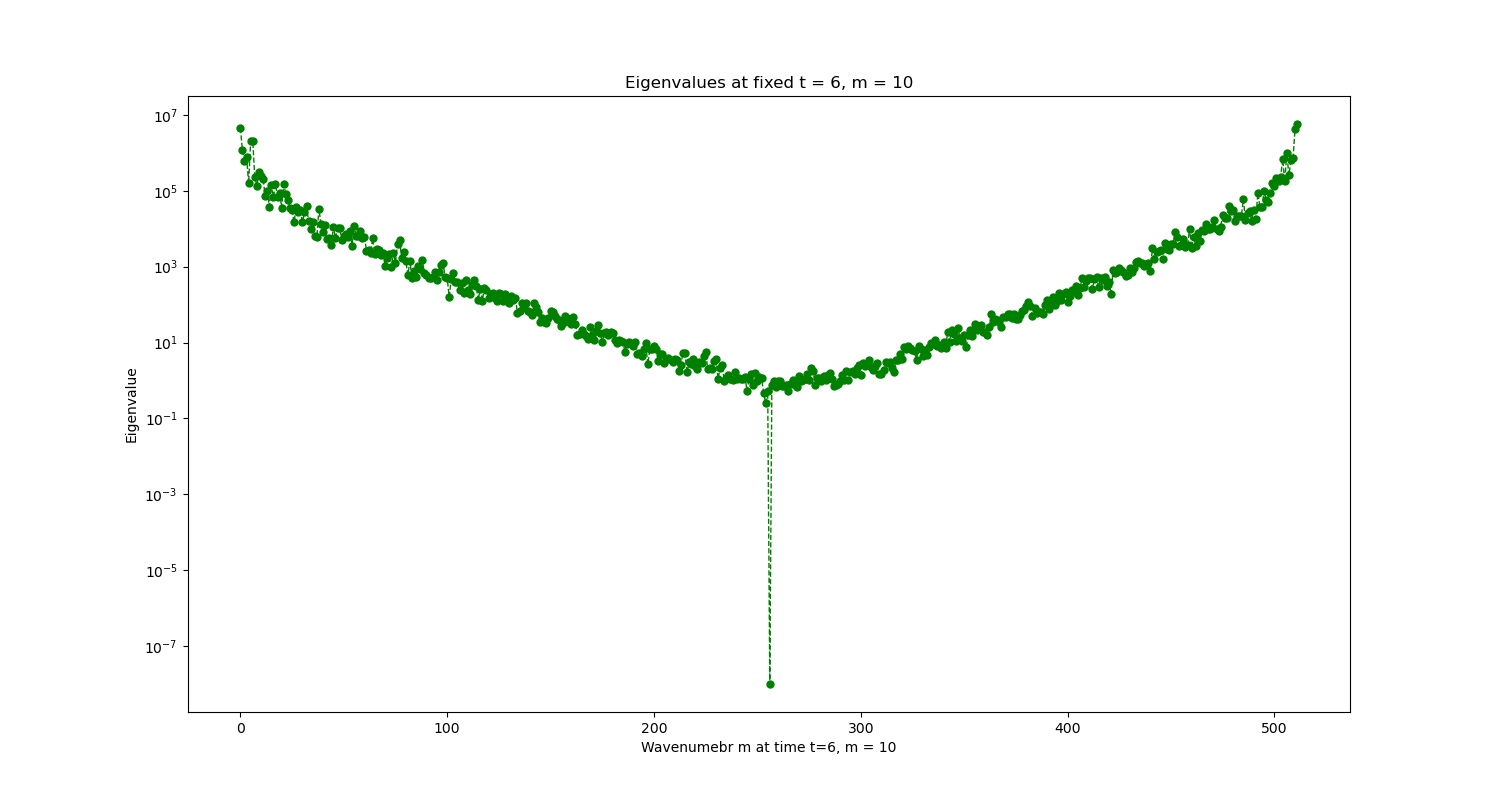 Eigenvalues at fixed t = 6, m = 10
10^7
10^5
10^3
10^1
10^-1
10^-3
10^-5
10^-7
Eigenvalue
0 100 200 300 400 500
Wavenumebr m at time t=6, m = 10